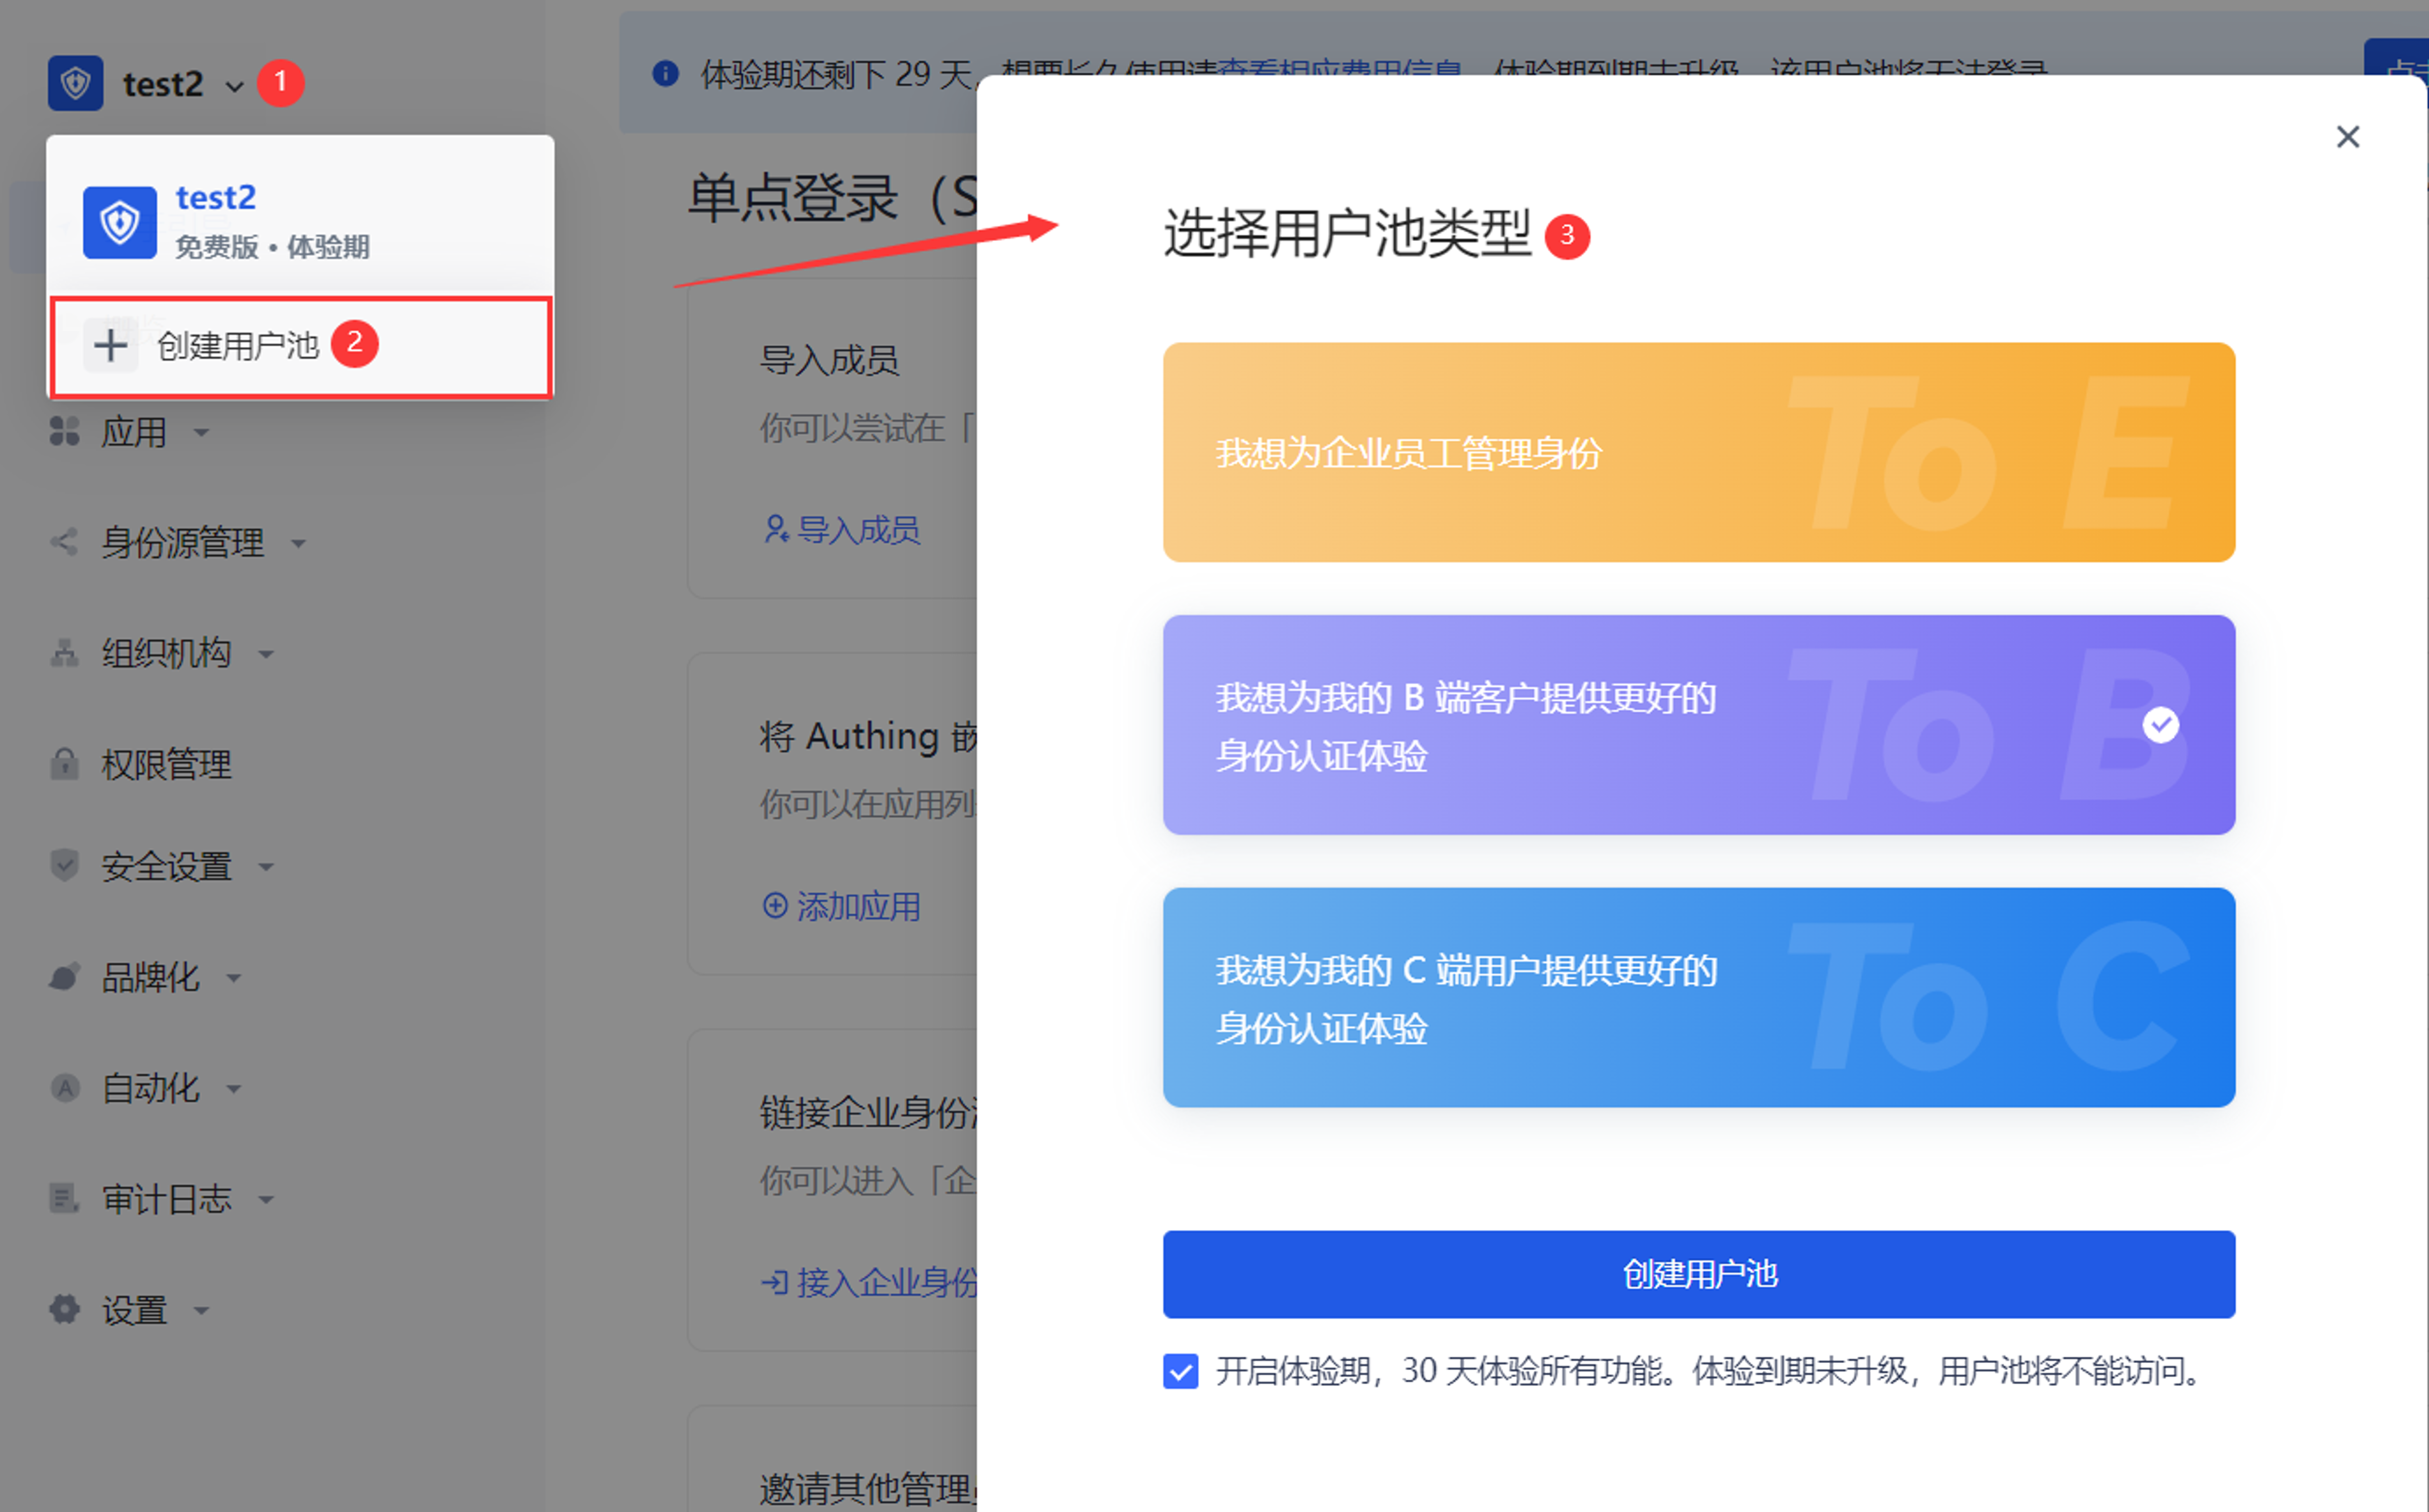 test2
1
test2
免费版 • 体验期
创建用户池
2
应用
身份源管理
组织机构
权限管理
安全设置
品牌化
自动化
审计日志
设置
体验期还剩下 29 天，想要长久使用请查看相应费用信息，体验期到期未升级，该用户池将无法登录
单点登录（S
导入成员
你可以尝试在「
导入成员
将 Authing 嵌
你可以在应用列
添加应用
链接企业身份
你可以进入「企
接入企业身份
邀请其他管理
选择用户池类型
3
我想为企业员工管理身份
To E
我想为我的 B 端客户提供更好的
身份认证体验
To B
我想为我的 C 端用户提供更好的
身份认证体验
To C
创建用户池
开启体验期，30 天体验所有功能。体验到期未升级，用户池将不能访问。